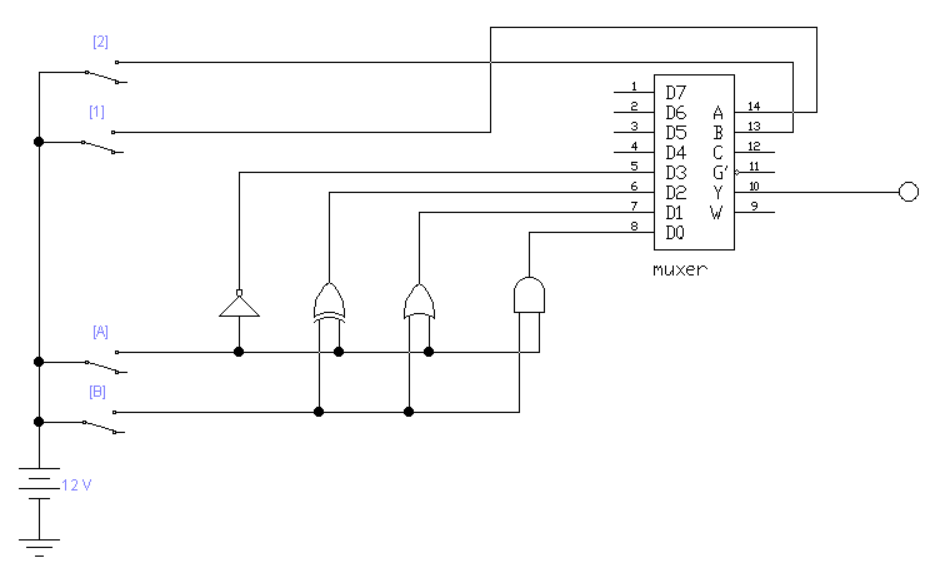 [2]
[1]
1 D7
2 D6 A 14
3 D5 B 13
4 D4 C 12
5 D3 G' 11
6 D2 Y 10
7 D1 W 9
8 D0
muxer
[A]
[B]
12 V